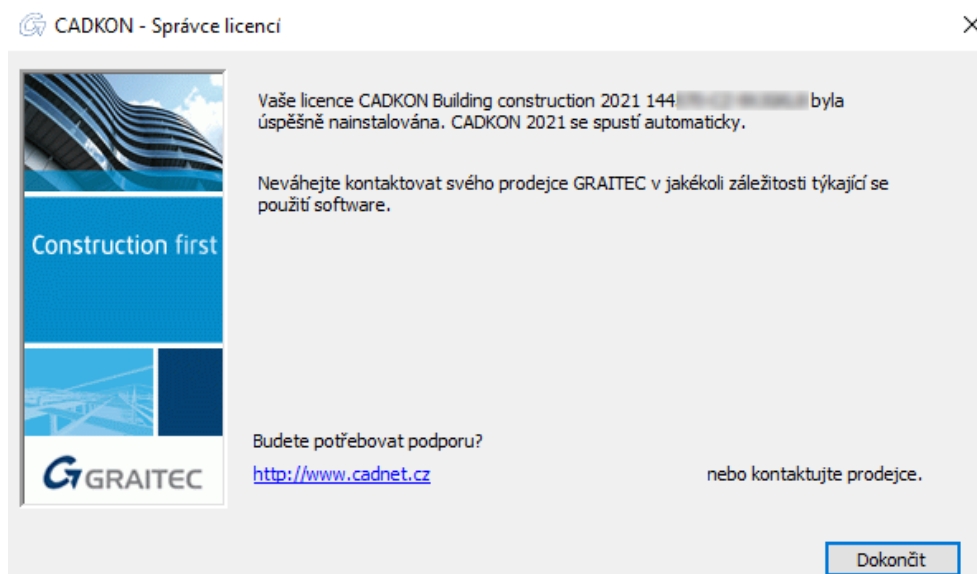 CADKON - Správce licencí
Vaše licence CADKON Building construction 2021 144 byla
úspěšně nainstalována. CADKON 2021 se spustí automaticky.
Neváhejte kontaktovat svého prodejce GRAITEC v jakékoli záležitosti týkající se
použití software.
Construction first
Budete potřebovat podporu?
http://www.cadnet.cz nebo kontaktujte prodejce.
GRAITEC
Dokončit